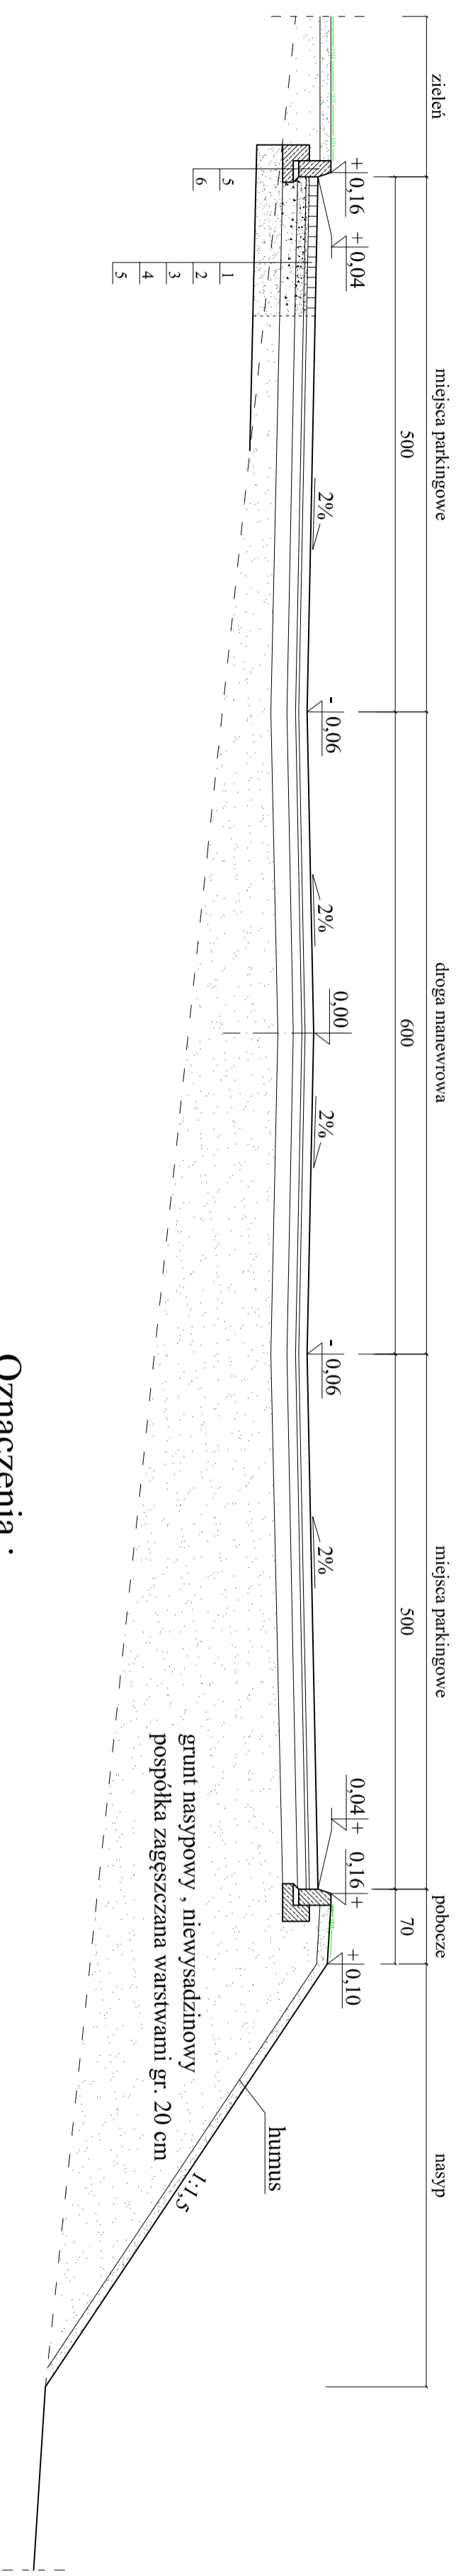 zieleń
miejsca parkingowe
droga manewrowa
miejsca parkingowe
pobocze
nasyp
500
600
500
70
+ 0,16
+ 0,04
2%
- 0,06
2%
0,00
2%
- 0,06
2%
0,04 +
0,16 +
+ 0,10
5
6
1
2
3
4
5
humus
1:1,5
grunt nasypowy , niewysadzinowy
pospółka zagęszczana warstwami gr. 20 cm
Oznaczenia :